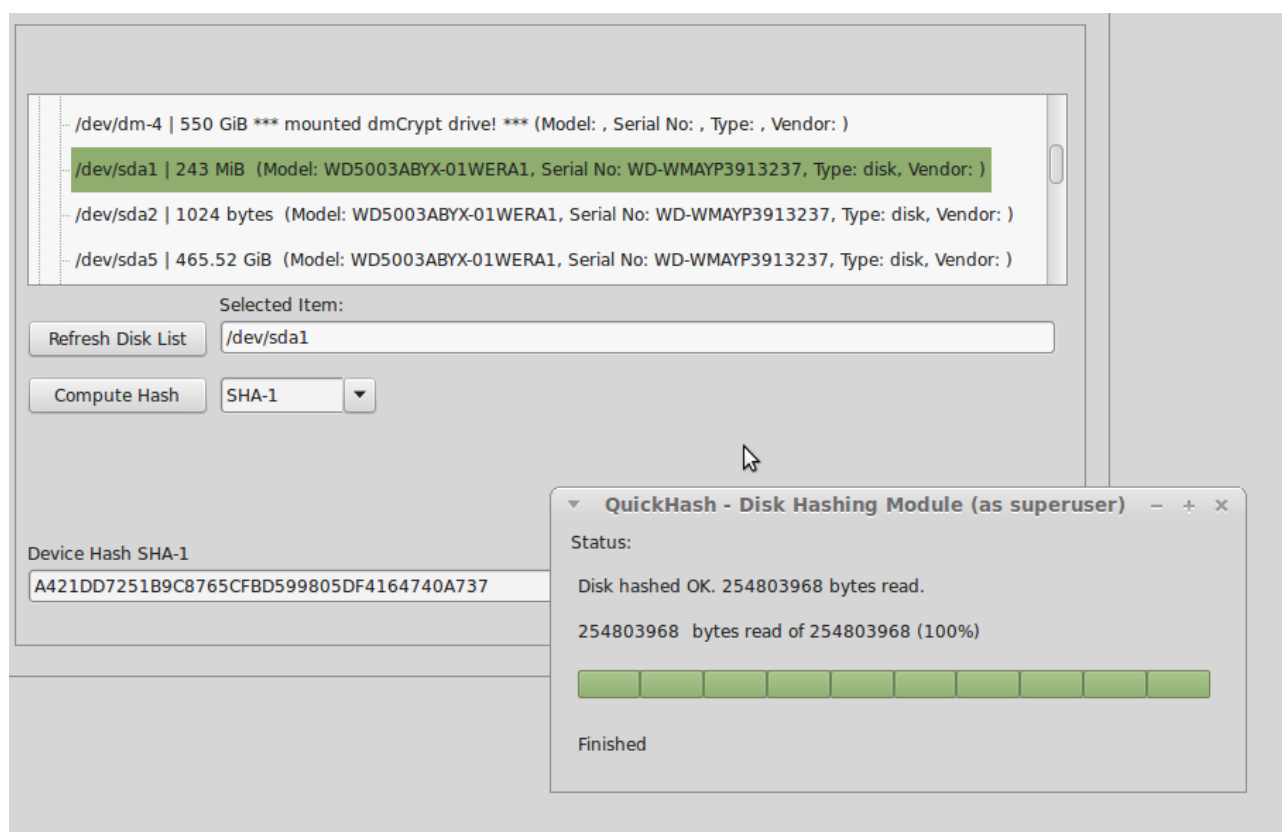 /dev/dm-4 | 550 GiB *** mounted dmCrypt drive! *** (Model: , Serial No: , Type: , Vendor: )
/dev/sda1 | 243 MiB  (Model: WD5003ABYX-01WERA1, Serial No: WD-WMAYP3913237, Type: disk, Vendor: )
/dev/sda2 | 1024 bytes  (Model: WD5003ABYX-01WERA1, Serial No: WD-WMAYP3913237, Type: disk, Vendor: )
/dev/sda5 | 465.52 GiB  (Model: WD5003ABYX-01WERA1, Serial No: WD-WMAYP3913237, Type: disk, Vendor: )
Selected Item:
Refresh Disk List /dev/sda1
Compute Hash SHA-1
Device Hash SHA-1
A421DD7251B9C8765CFBD599805DF4164740A737
QuickHash - Disk Hashing Module (as superuser)
Status:
Disk hashed OK. 254803968 bytes read.
254803968  bytes read of 254803968 (100%)
Finished